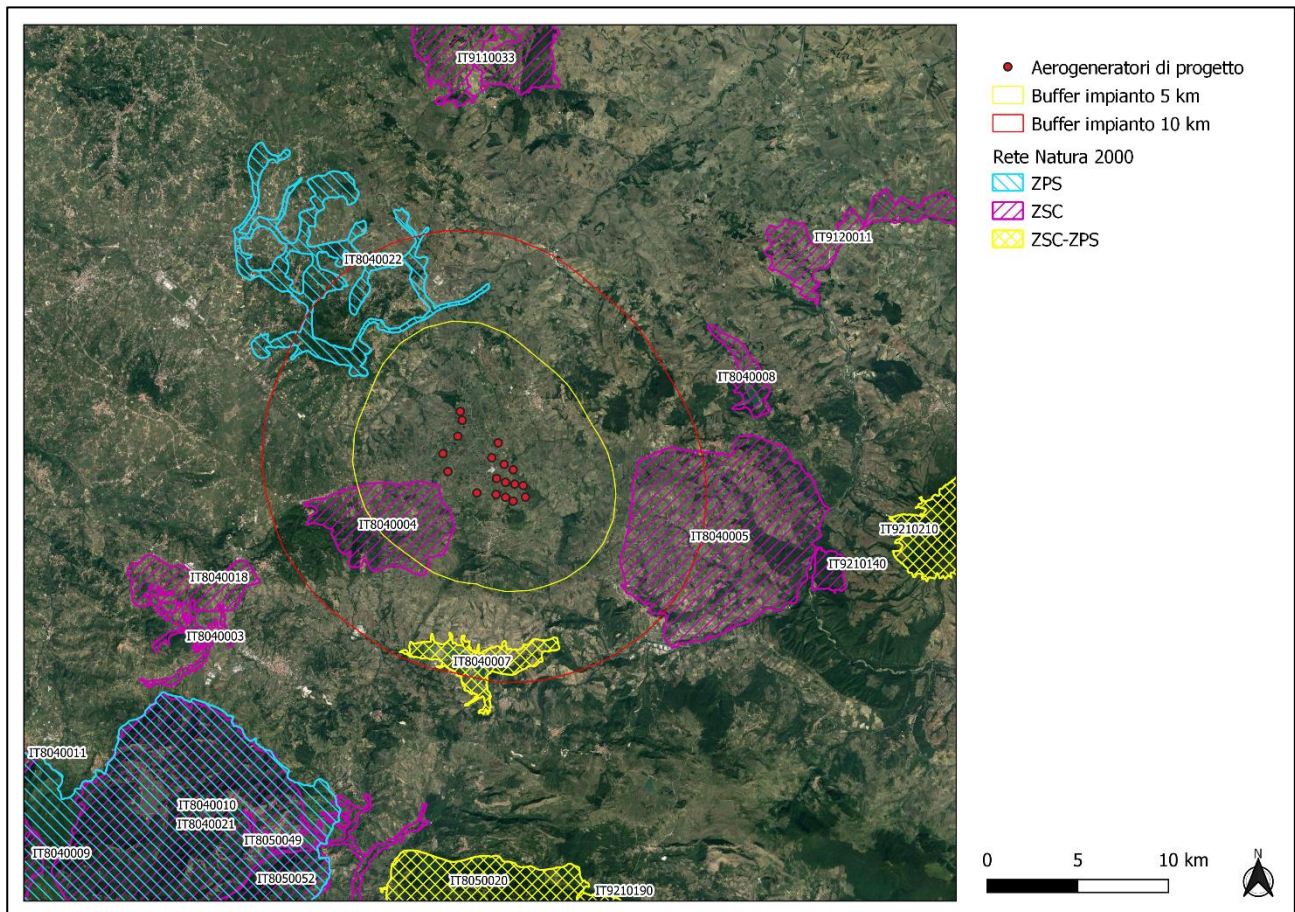 IT9110033
Aerogeneratori di progetto
Buffer impianto 5 km
Buffer impianto 10 km
Rete Natura 2000
ZPS
ZSC
ZSC-ZPS
IT9120011
IT8040022
IT8040008
IT8040004
IT8040005
IT9210210
IT9210140
IT8040018
IT8040003
IT8040007
IT8040011
IT8040010
IT8040021
IT8050049
IT8040009
IT8050052
IT8050020
IT9210190
0 5 10 km
N